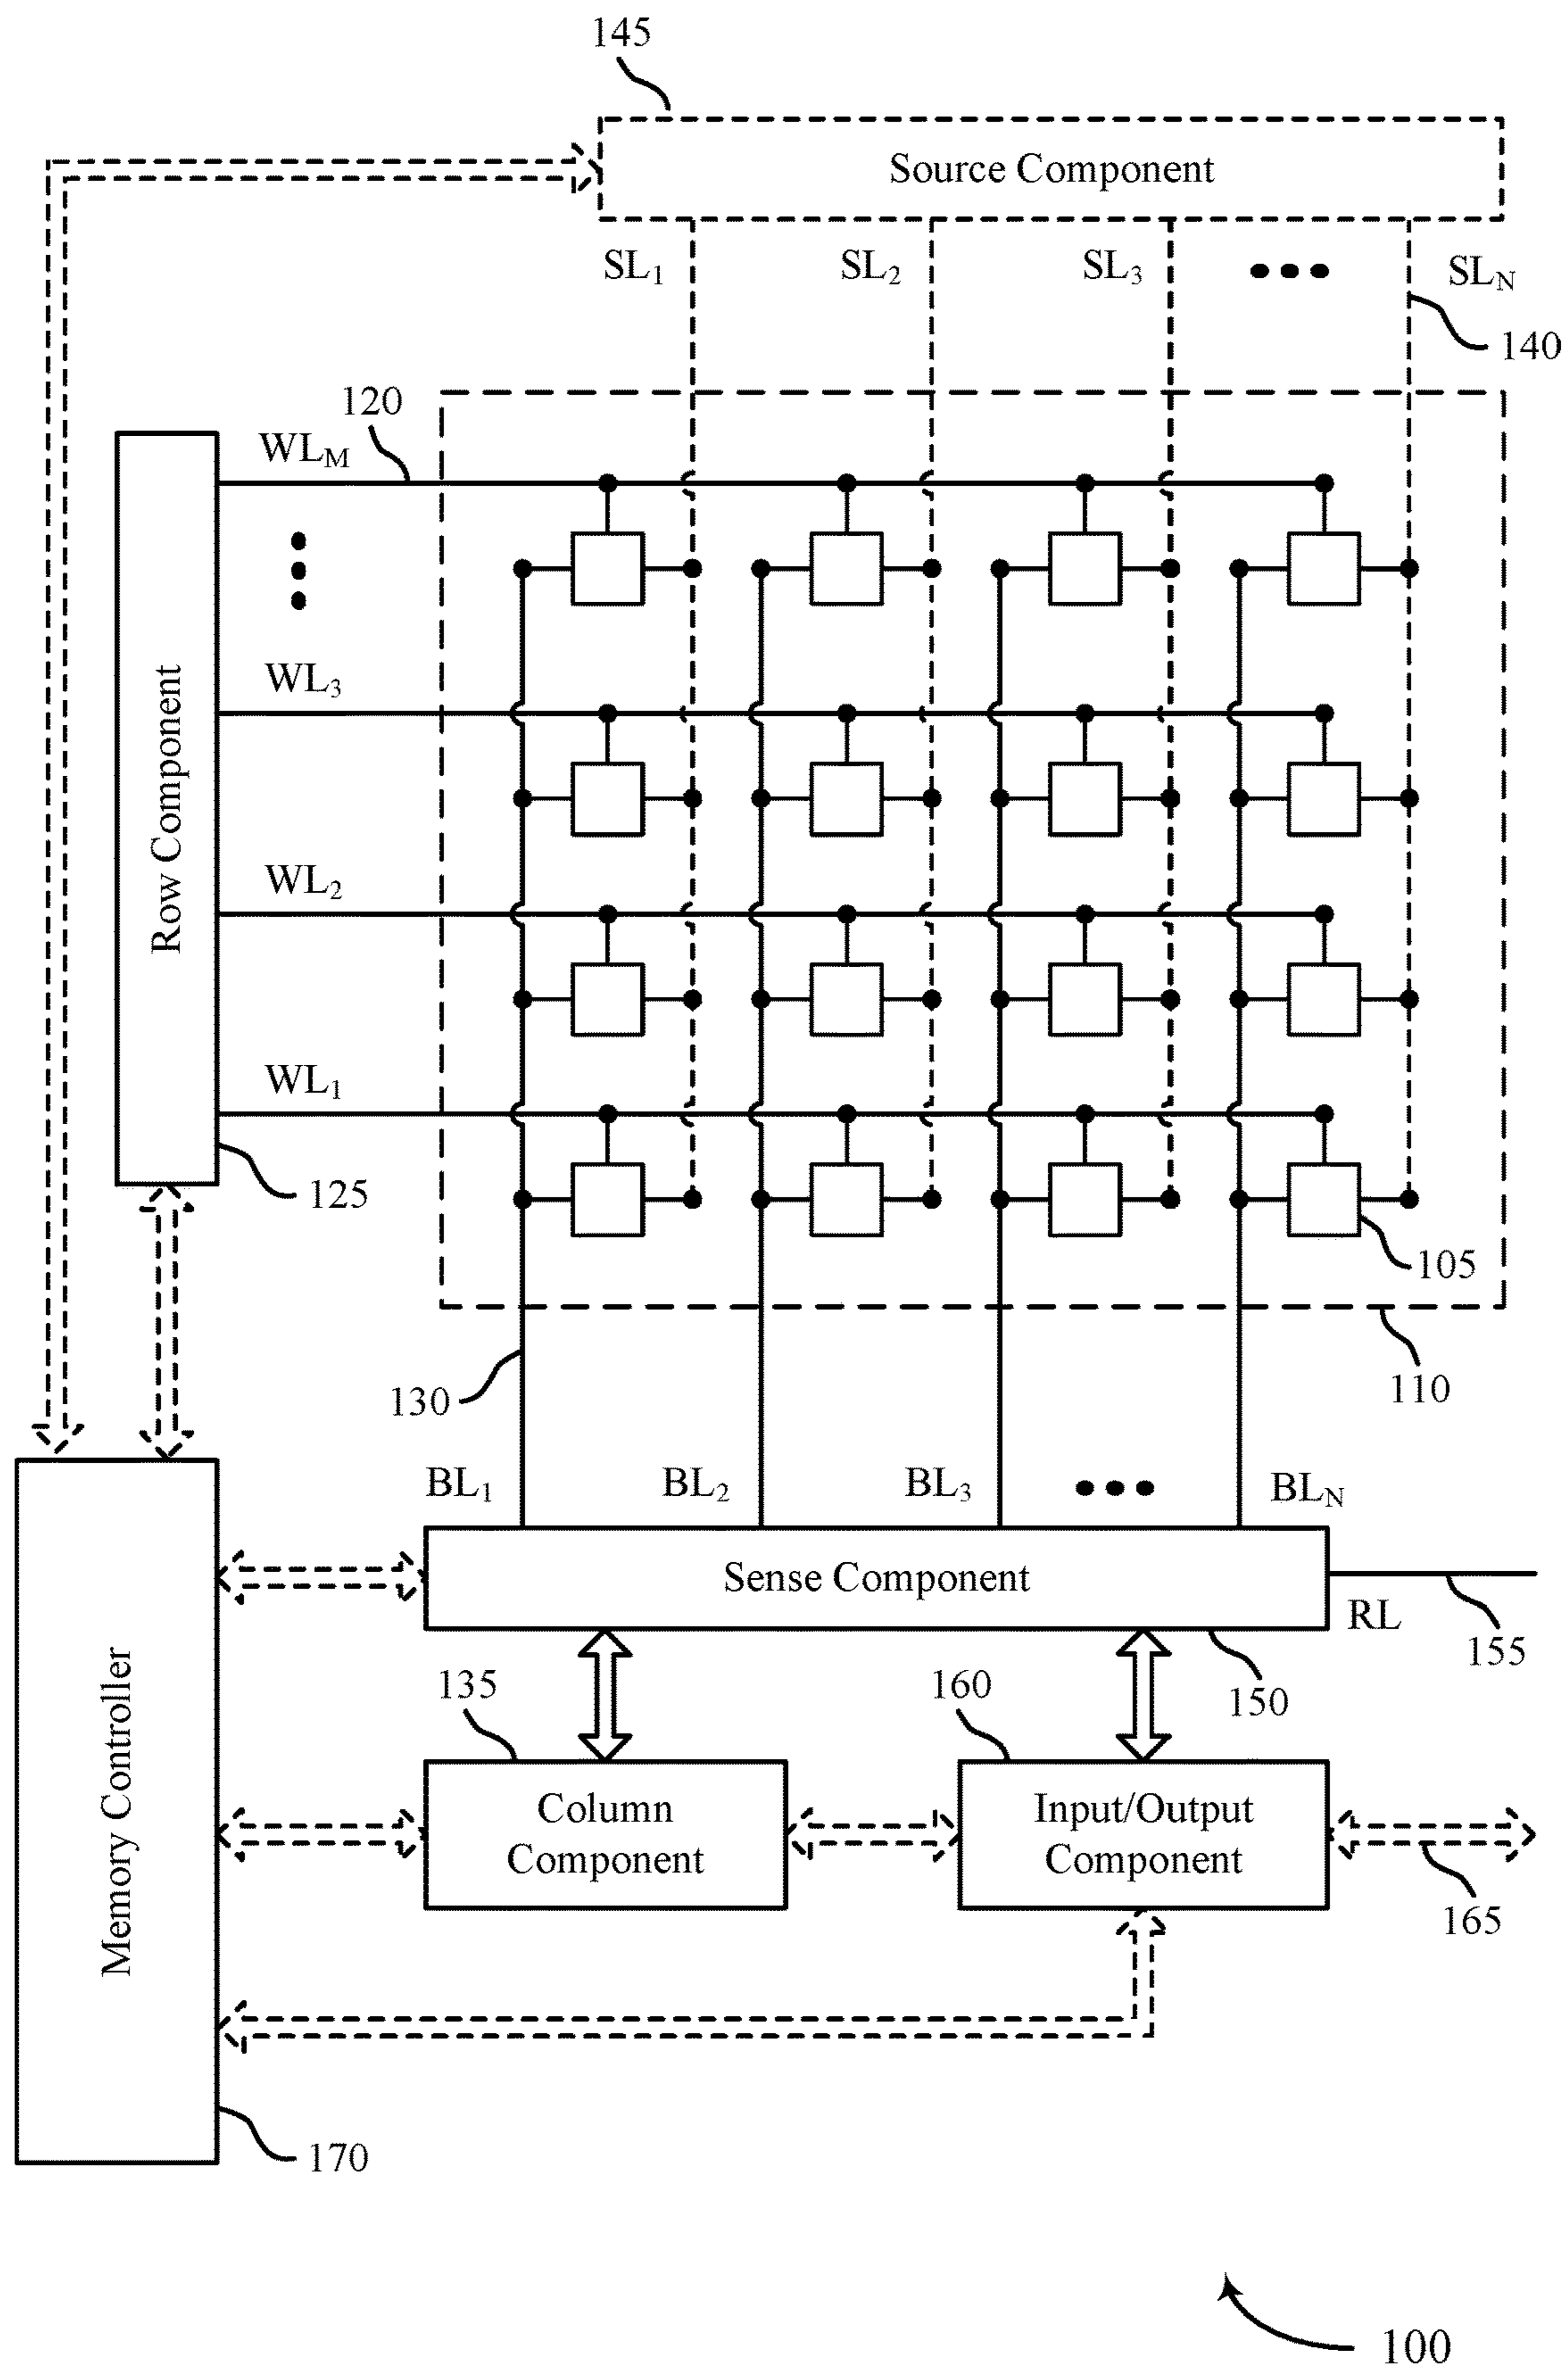 145
Source Component
SL1 SL2 SL3 ••• SLN
140
120
WLM
WL3
Row Component
WL2
WL1
125
105
110
130
BL1 BL2 BL3 ••• BLN
Sense Component
RL
155
150
135
160
Memory Controller
Column
Component
Input/Output
Component
165
170
100